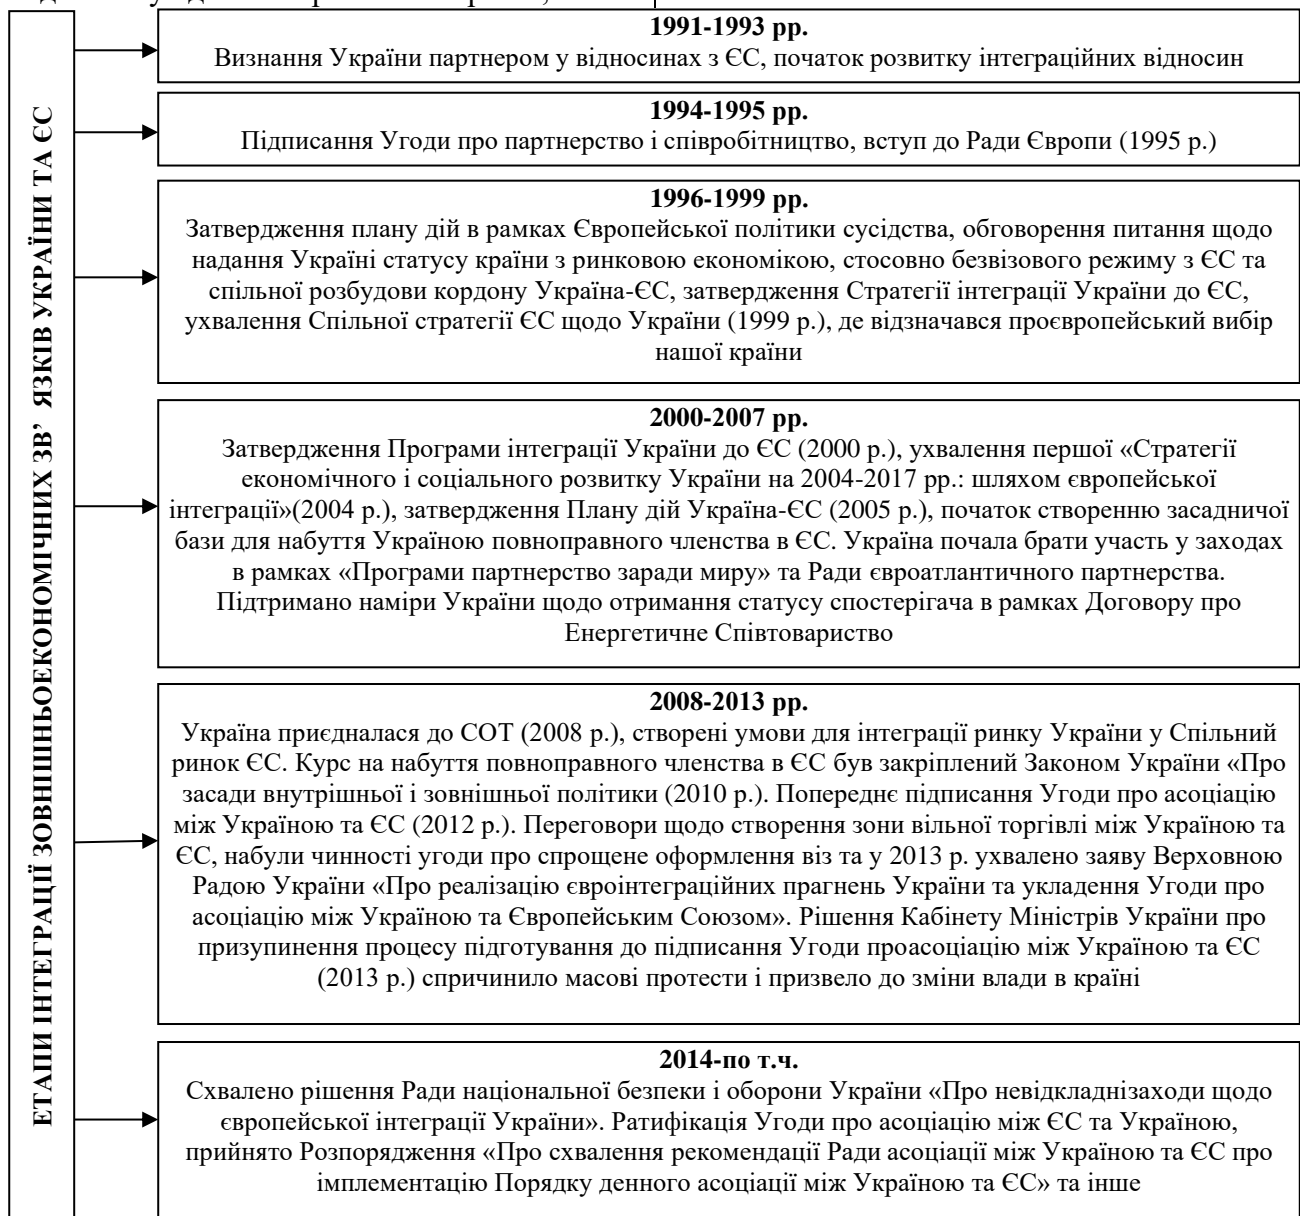 ЕТАПИ ІНТЕГРАЦІЇ ЗОВНІШНЬОЕКОНОМІЧНИХ ЗВ’ ЯЗКІВ УКРАЇНИ ТА ЄС
1991-1993 рр.
Визнання України партнером у відносинах з ЄС, початок розвитку інтеграційних відносин
1994-1995 рр.
Підписання Угоди про партнерство і співробітництво, вступ до Ради Європи (1995 р.)
1996-1999 рр.
Затвердження плану дій в рамках Європейської політики сусідства, обговорення питання щодо
надання Україні статусу країни з ринковою економікою, стосовно безвізового режиму з ЄС та
спільної розбудови кордону Україна-ЄС, затвердження Стратегії інтеграції України до ЄС,
ухвалення Спільної стратегії ЄС щодо України (1999 р.), де відзначався проєвропейський вибір
нашої країни
2000-2007 рр.
Затвердження Програми інтеграції України до ЄС (2000 р.), ухвалення першої «Стратегії
економічного і соціального розвитку України на 2004-2017 рр.: шляхом європейської
інтеграції»(2004 р.), затвердження Плану дій Україна-ЄС (2005 р.), початок створенню засадничої
бази для набуття Україною повноправного членства в ЄС. Україна почала брати участь у заходах
в рамках «Програми партнерство заради миру» та Ради євроатлантичного партнерства.
Підтримано наміри України щодо отримання статусу спостерігача в рамках Договору про
Енергетичне Співтовариство
2008-2013 рр.
Україна приєдналася до СОТ (2008 р.), створені умови для інтеграції ринку України у Спільний
ринок ЄС. Курс на набуття повноправного членства в ЄС був закріплений Законом України «Про
засади внутрішньої і зовнішньої політики (2010 р.). Попереднє підписання Угоди про асоціацію
між Україною та ЄС (2012 р.). Переговори щодо створення зони вільної торгівлі між Україною та
ЄС, набули чинності угоди про спрощене оформлення віз та у 2013 р. ухвалено заяву Верховною
Радою України «Про реалізацію євроінтеграційних прагнень України та укладення Угоди про
асоціацію між Україною та Європейським Союзом». Рішення Кабінету Міністрів України про
призупинення процесу підготування до підписання Угоди проасоціацію між Україною та ЄС
(2013 р.) спричинило масові протести і призвело до зміни влади в країні
2014-по т.ч.
Схвалено рішення Ради національної безпеки і оборони України «Про невідкладнізаходи щодо
європейської інтеграції України». Ратифікація Угоди про асоціацію між ЄС та Україною,
прийнято Розпорядження «Про схвалення рекомендації Ради асоціації між Україною та ЄС про
імплементацію Порядку денного асоціації між Україною та ЄС» та інше